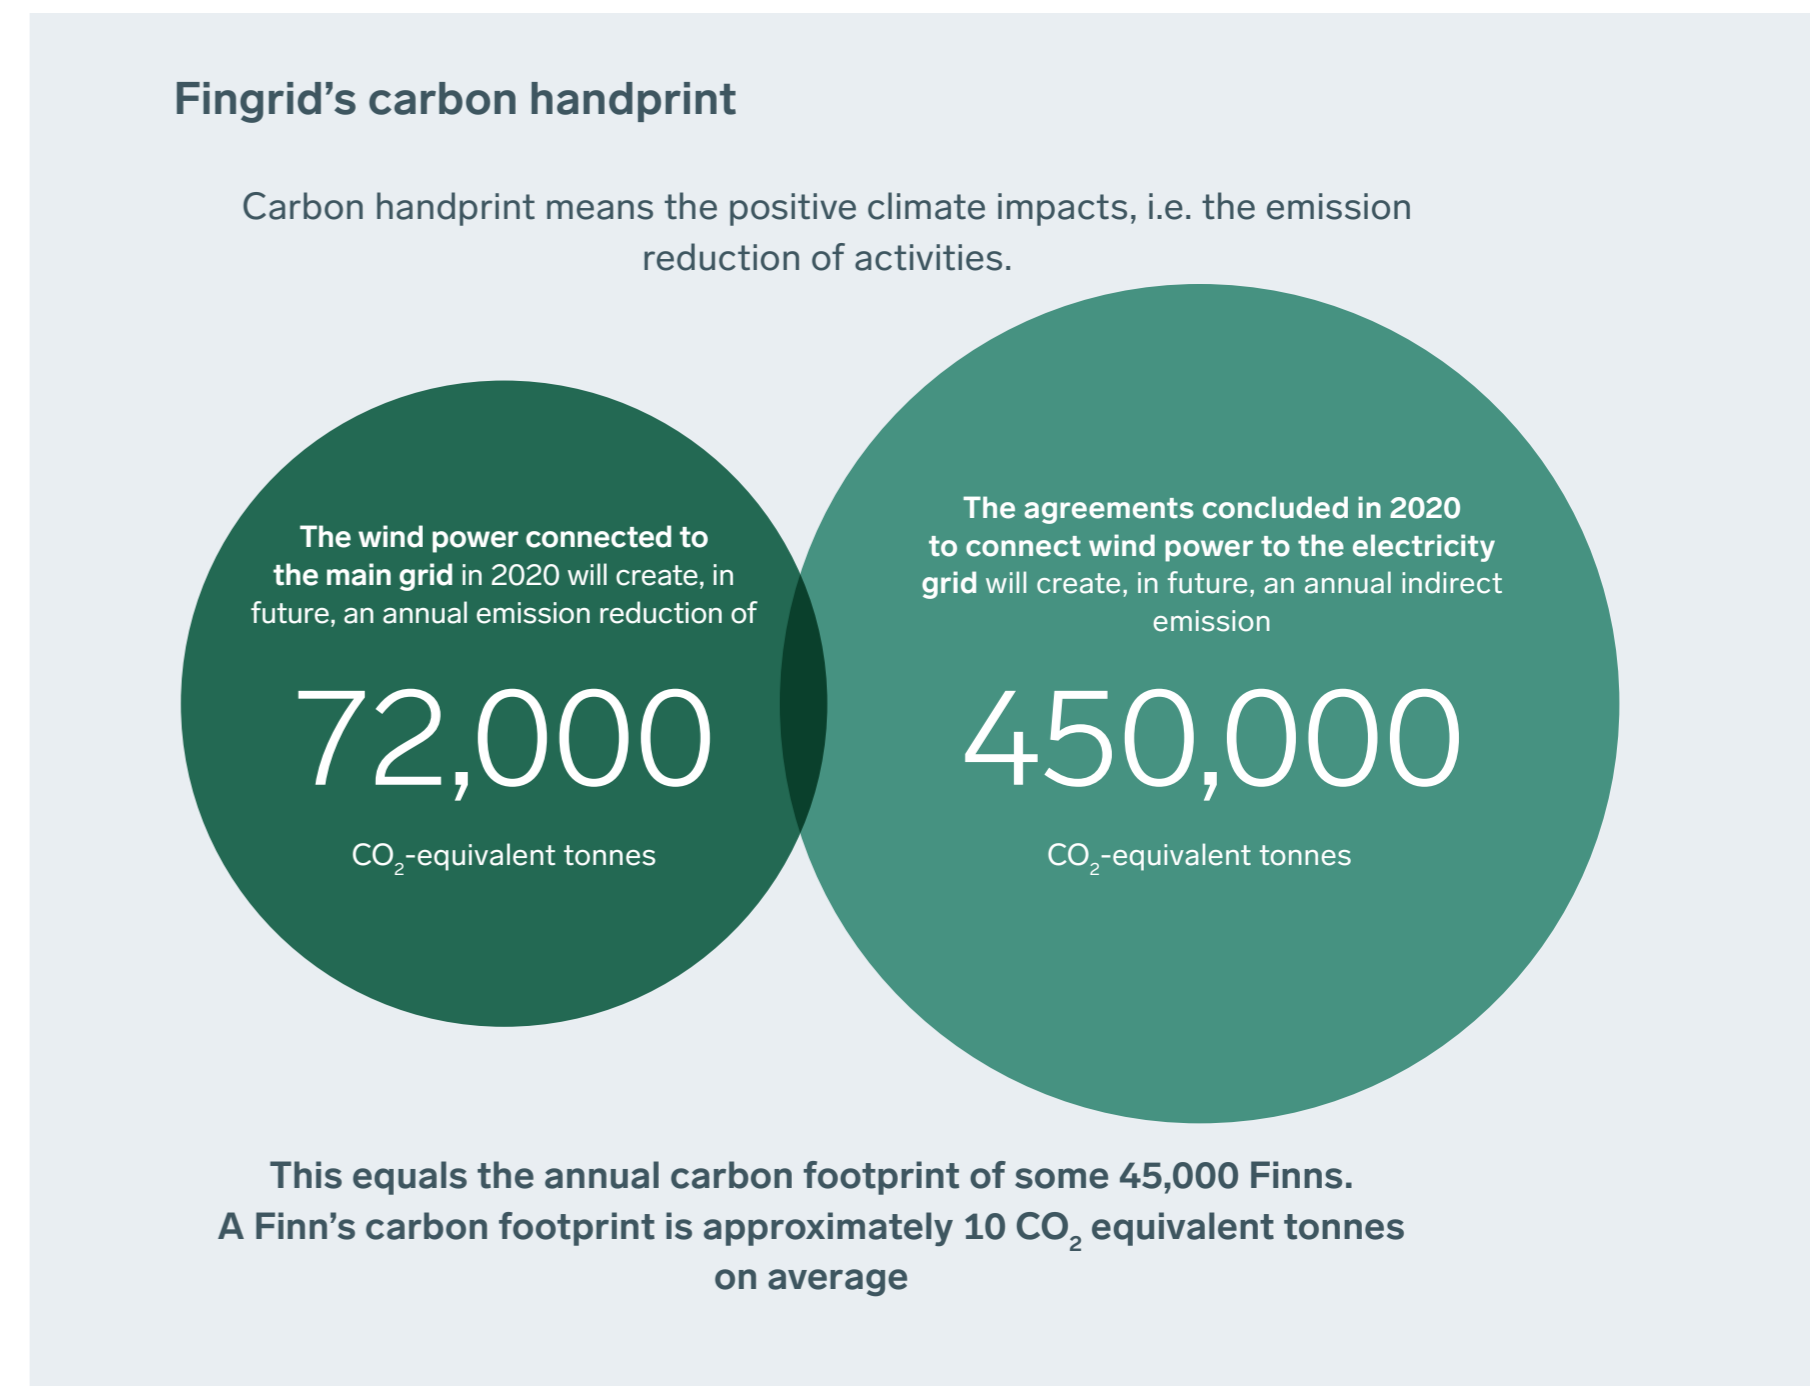 Fingrid’s carbon handprint
Carbon handprint means the positive climate impacts, i.e. the emission
reduction of activities.
The wind power connected to
the main grid in 2020 will create, in
future, an annual emission reduction of
72,000
CO₂-equivalent tonnes
The agreements concluded in 2020
to connect wind power to the electricity
grid will create, in future, an annual indirect
emission
450,000
CO₂-equivalent tonnes
This equals the annual carbon footprint of some 45,000 Finns.
A Finn’s carbon footprint is approximately 10 CO₂ equivalent tonnes
on average